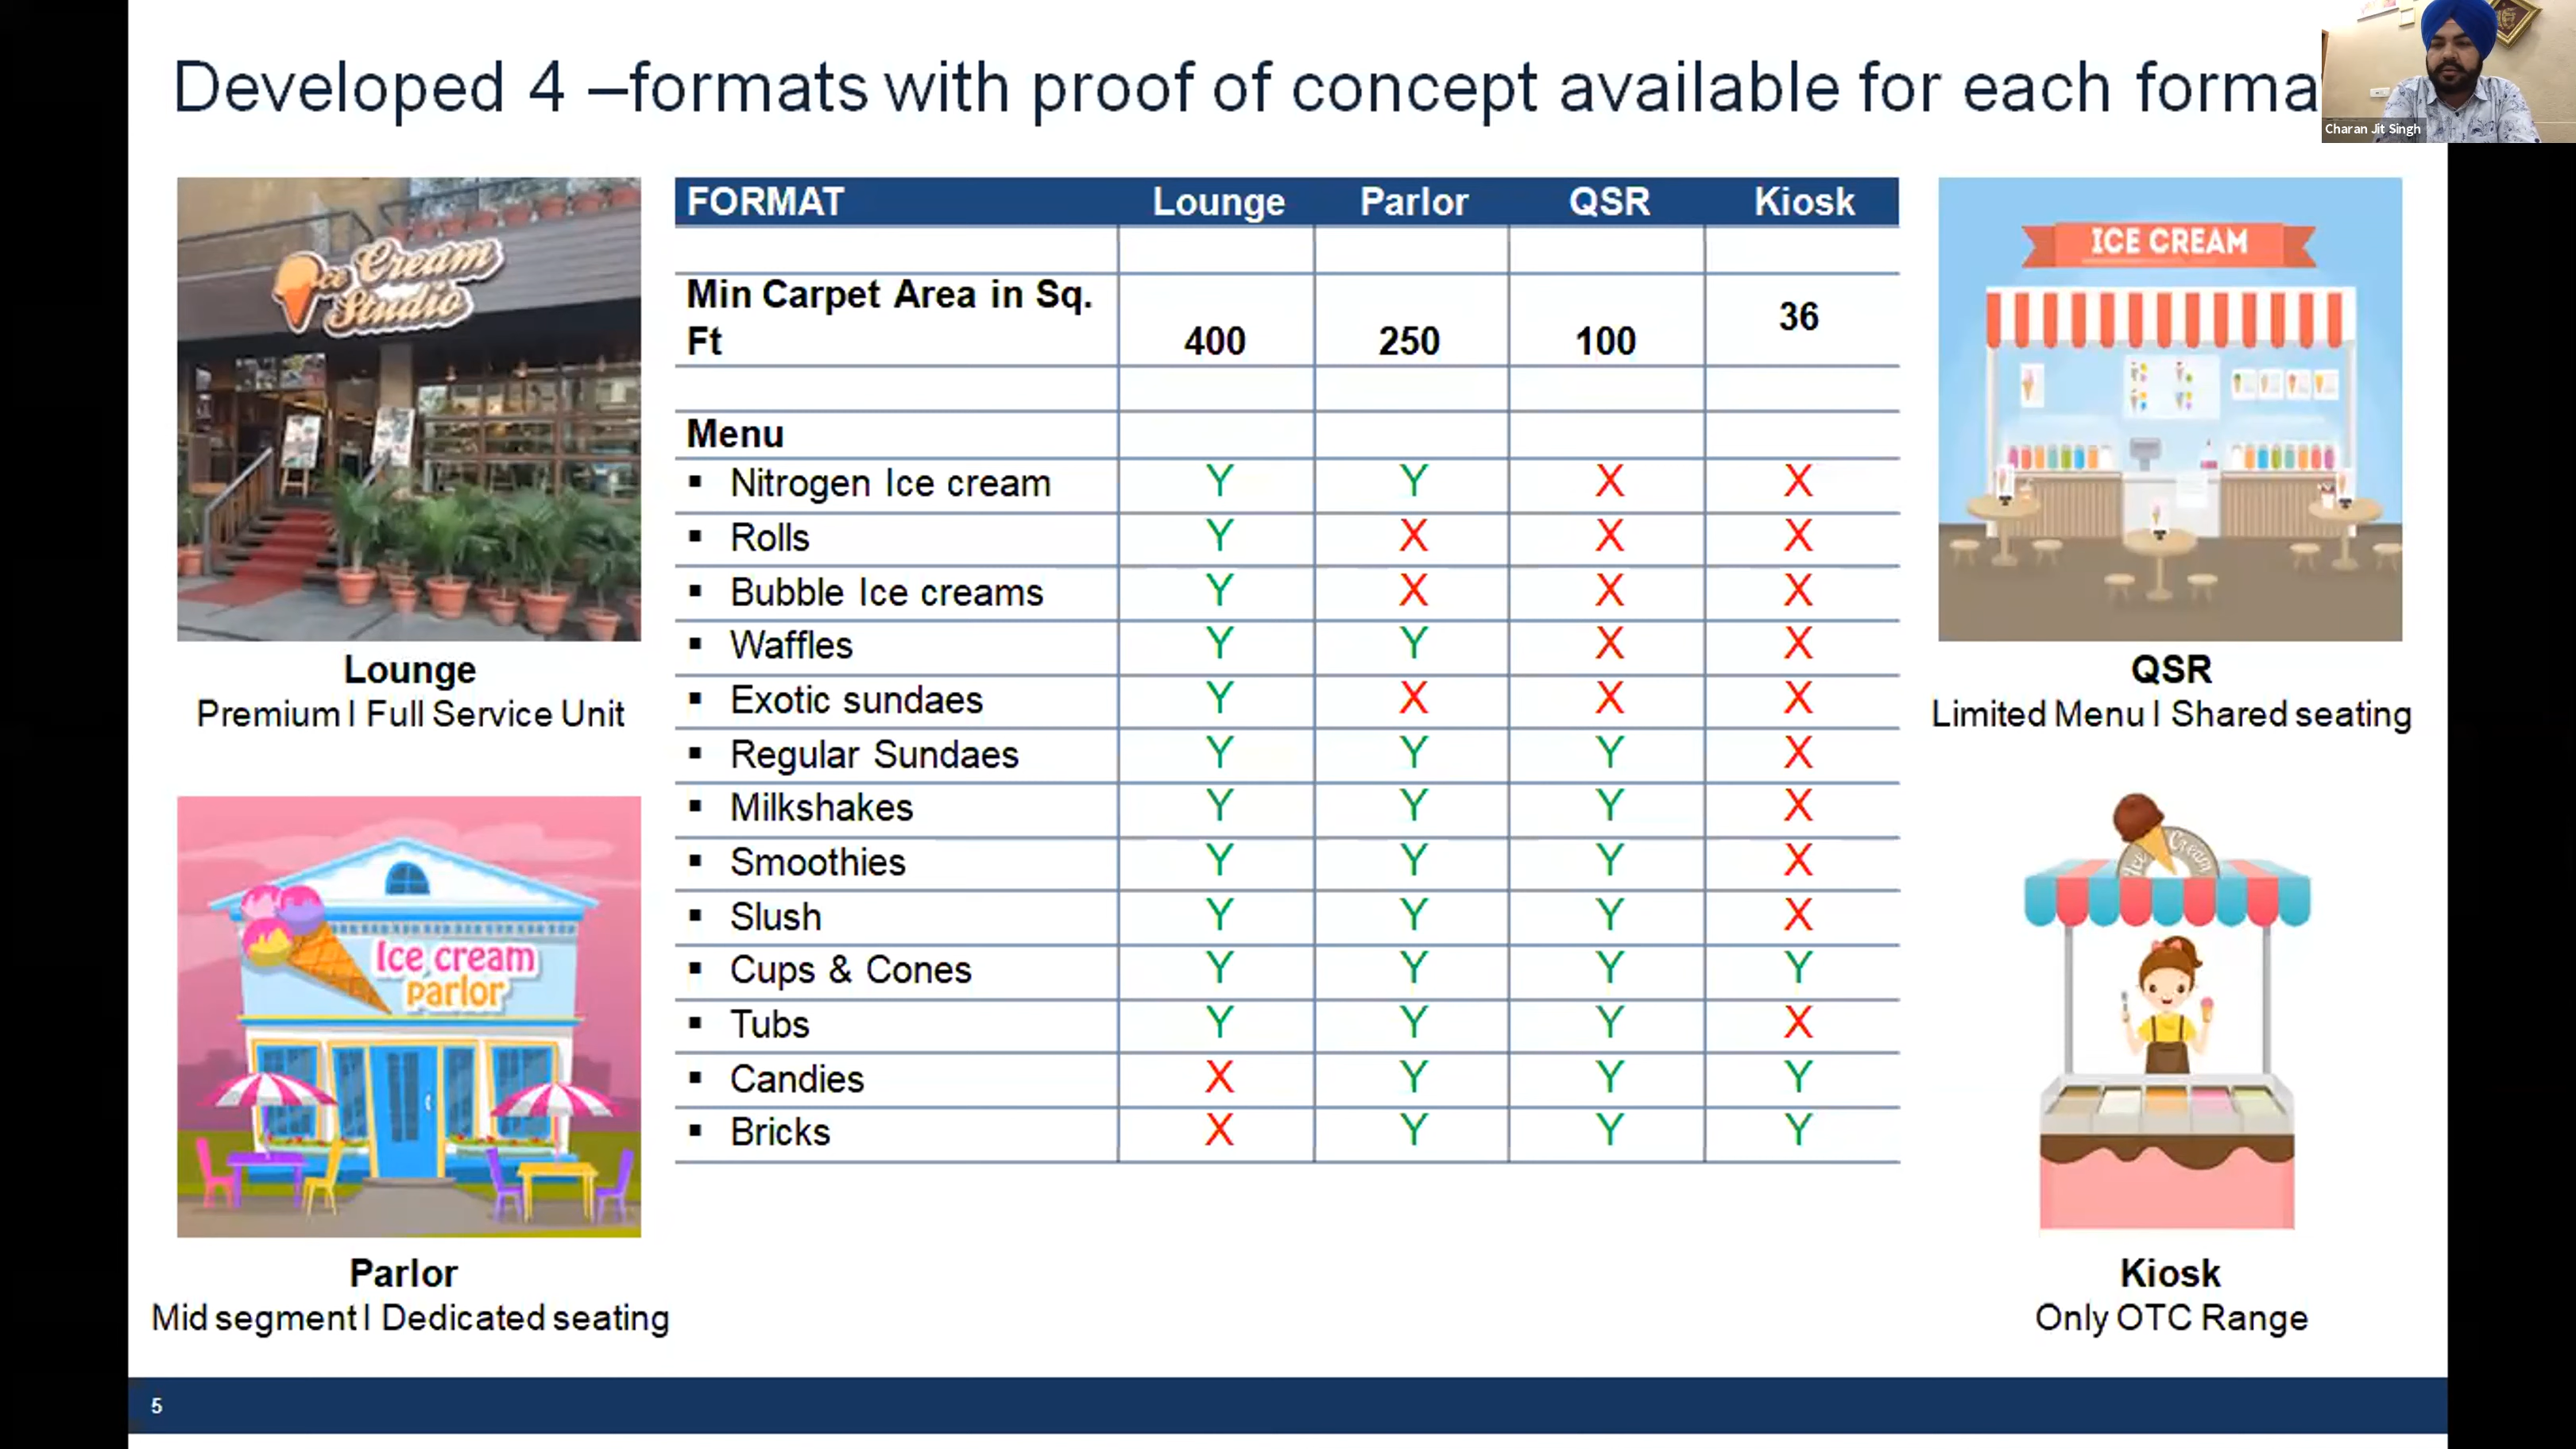 Developed 4 –formats with proof of concept available for each forma
Charan Jit Singh
Ice Cream
Studio
Lounge
Premium I Full Service Unit
Ice cream
parlor
Parlor
Mid segment I Dedicated seating
FORMAT Lounge Parlor QSR Kiosk
Min Carpet Area in Sq.
Ft 400 250 100 36
Menu
▪ Nitrogen Ice cream Y Y X X
▪ Rolls Y X X X
▪ Bubble Ice creams Y X X X
▪ Waffles Y Y X X
▪ Exotic sundaes Y X X X
▪ Regular Sundaes Y Y Y X
▪ Milkshakes Y Y Y X
▪ Smoothies Y Y Y X
▪ Slush Y Y Y X
▪ Cups & Cones Y Y Y Y
▪ Tubs Y Y Y X
▪ Candies X Y Y Y
▪ Bricks X Y Y Y
ICE CREAM
QSR
Limited Menu I Shared seating
Ice Cream
Kiosk
Only OTC Range
5